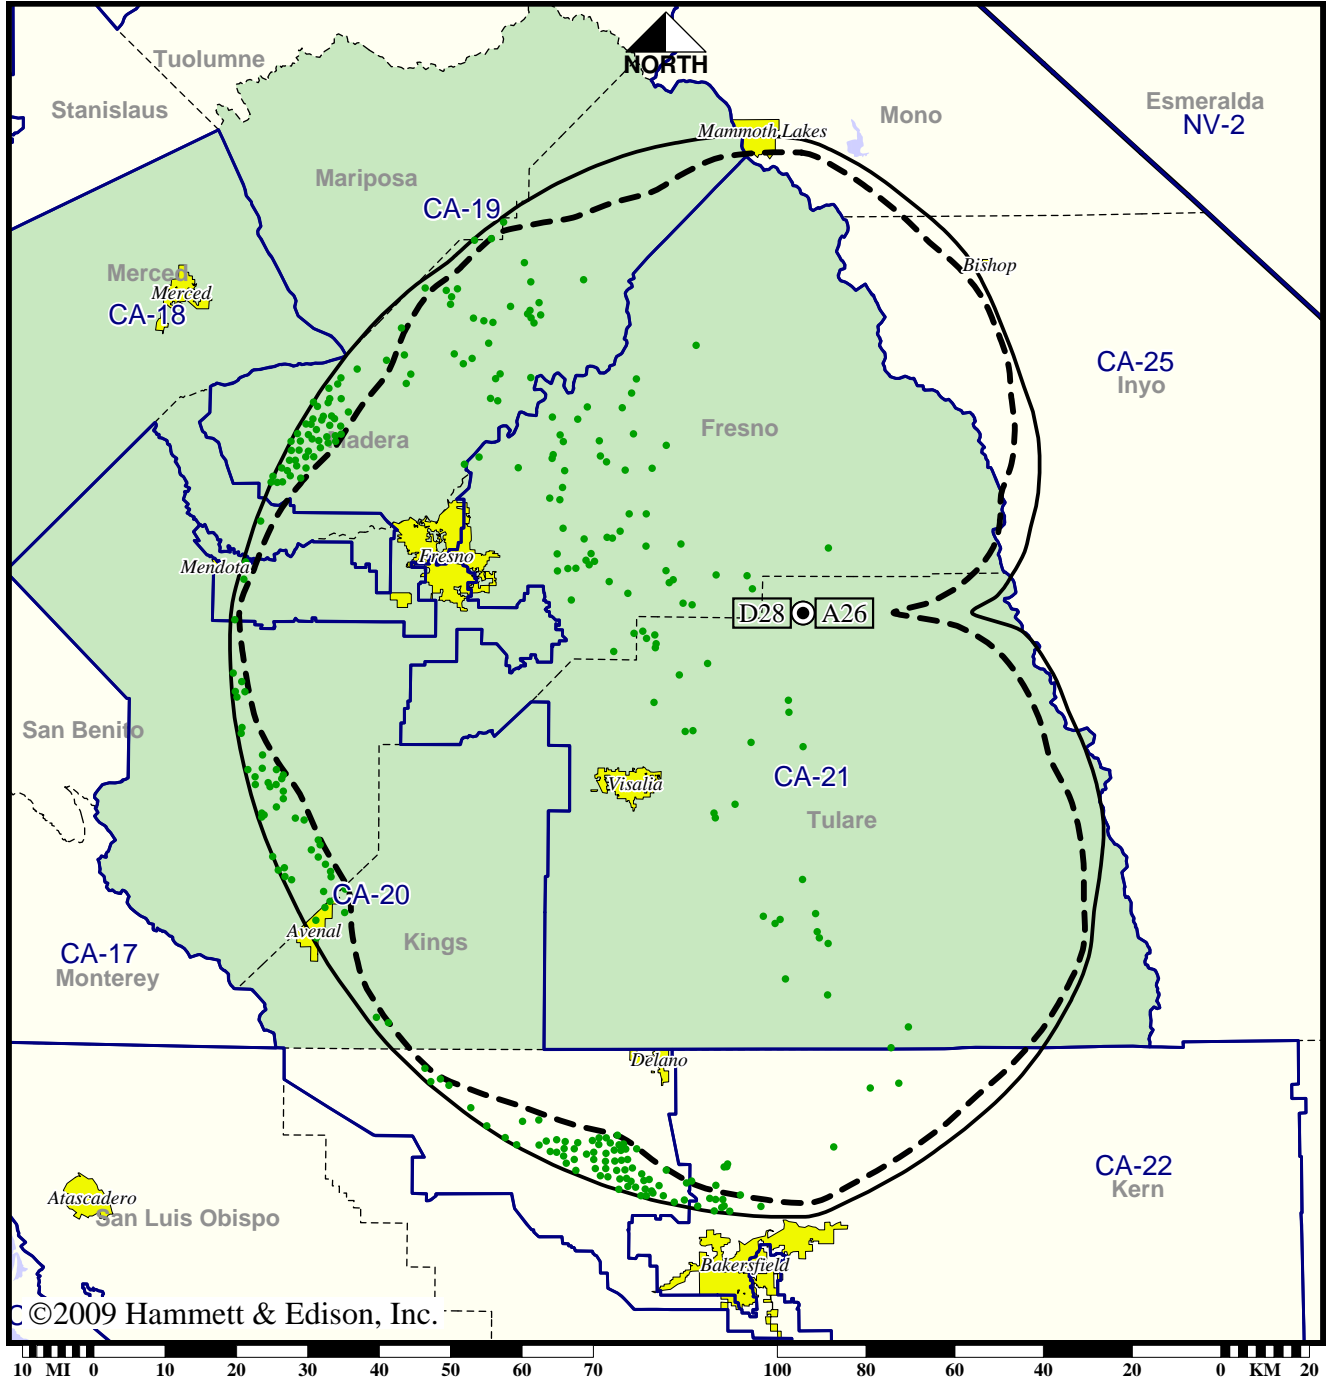 NORTH
Tuolumne
Stanislaus
Mono
Esmeralda
NV-2
Mammoth Lakes
Mariposa
CA-19
Merced
Merced
CA-18
Bishop
CA-25
Inyo
Madera
Fresno
Fresno
Mendota
D28
A26
San Benito
CA-21
Visalia
Tulare
CA-20
Avenal
Kings
CA-17
Monterey
Delano
CA-22
Kern
Atascadero
San Luis Obispo
Bakersfield
C ©2009 Hammett & Edison, Inc.
10 MI 0 10 20 30 40 50 60 70 100 80 60 40 20 0 KM 20